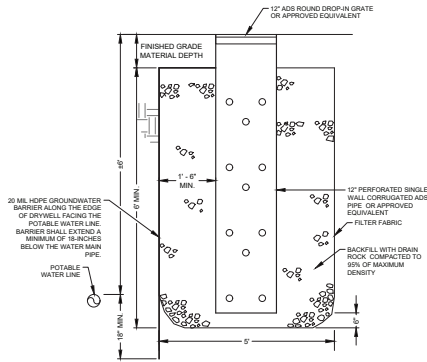 12" ADS ROUND DROP-IN GRATE
OR APPROVED EQUIVALENT
FINISHED GRADE
MATERIAL DEPTH
±6'
6' MIN.
1' - 6"
MIN.
20 MIL HDPE GROUNDWATER
BARRIER ALONG THE EDGE
OF DRYWELL FACING THE
POTABLE WATER LINE.
BARRIER SHALL EXTEND A
MINIMUM OF 18-INCHES
BELOW THE WATER MAIN
PIPE.
12" PERFORATED SINGLE
WALL CORRUGATED ADS
PIPE OR APPROVED
EQUIVALENT
FILTER FABRIC
BACKFILL WITH DRAIN
ROCK COMPACTED TO
95% OF MAXIMUM
DENSITY
POTABLE
WATER LINE
18" MIN.
6"
5'